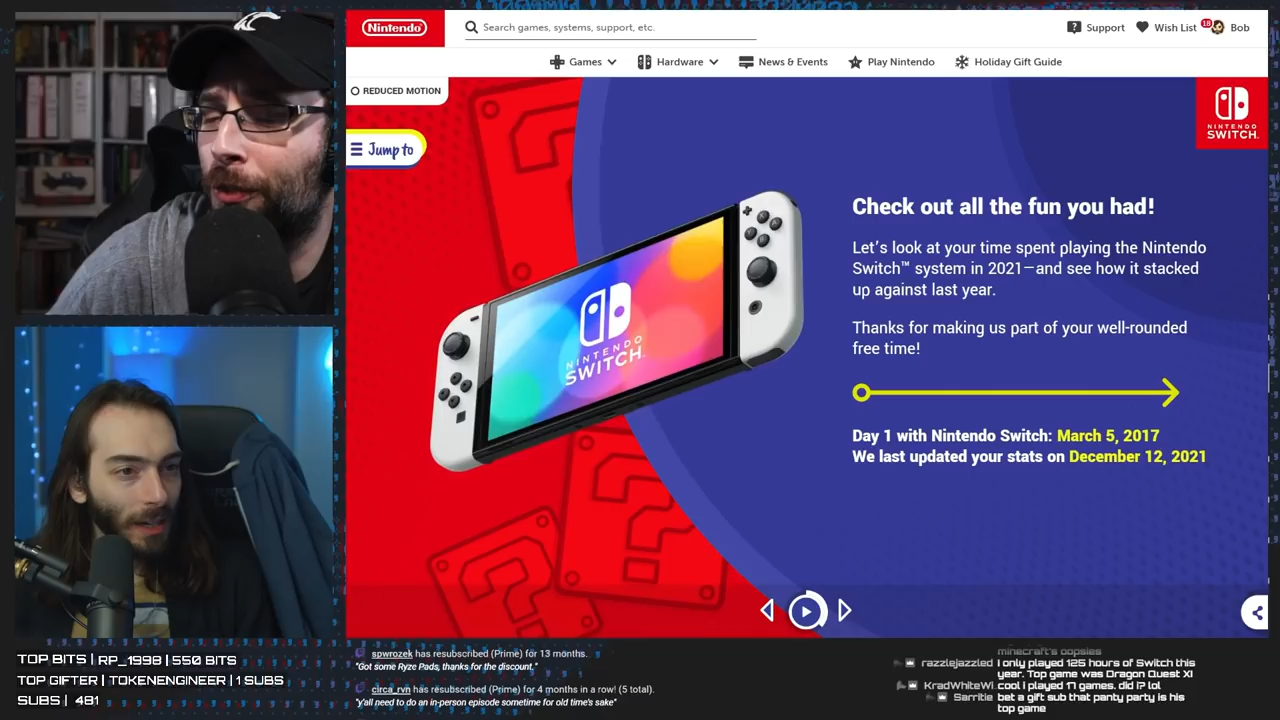 Nintendo
Search games, systems, support, etc.
Support
Wish List
18
Bob
Games
Hardware
News & Events
Play Nintendo
Holiday Gift Guide
REDUCED MOTION
Jump to
NINTENDO
SWITCH.
NINTENDO
SWITCH
Check out all the fun you had!
Let's look at your time spent playing the Nintendo
Switch™ system in 2021—and see how it stacked
up against last year.
Thanks for making us part of your well-rounded
free time!
Day 1 with Nintendo Switch: March 5, 2017
We last updated your stats on December 12, 2021
TOP BITS | RP_1998 | 550 BITS
TOP GIFTER | TOKENENGINEER | 1 SUBS
SUBS | 481
spwrozek has resubscribed (Prime) for 13 months.
"Got some Ryze Pads, thanks for the discount."
circa_rvn has resubscribed (Prime) for 4 months in a row! (5 total).
"y'all need to do an in-person episode sometime for old time's sake"
minecraft's oopsies
razzlejazzled I only played 125 hours of Switch this
year. Top game was Dragon Quest XI
KradWhiteWi cool i played 17 games. did i? lol
Sarritie bet a gift sub that panty party is his
top game